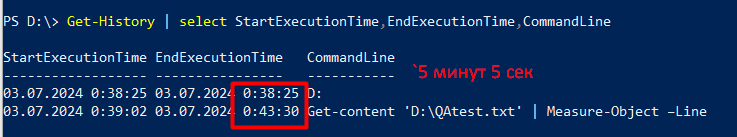 PS D:\> Get-History | select StartExecutionTime,EndExecutionTime,CommandLine
StartExecutionTime EndExecutionTime   CommandLine
------------------ ----------------   -----------
`5 минут 5 сек
03.07.2024 0:38:25 03.07.2024 0:38:25 D:
03.07.2024 0:39:02 03.07.2024 0:43:30 Get-content 'D:\QAtest.txt' | Measure-Object –Line